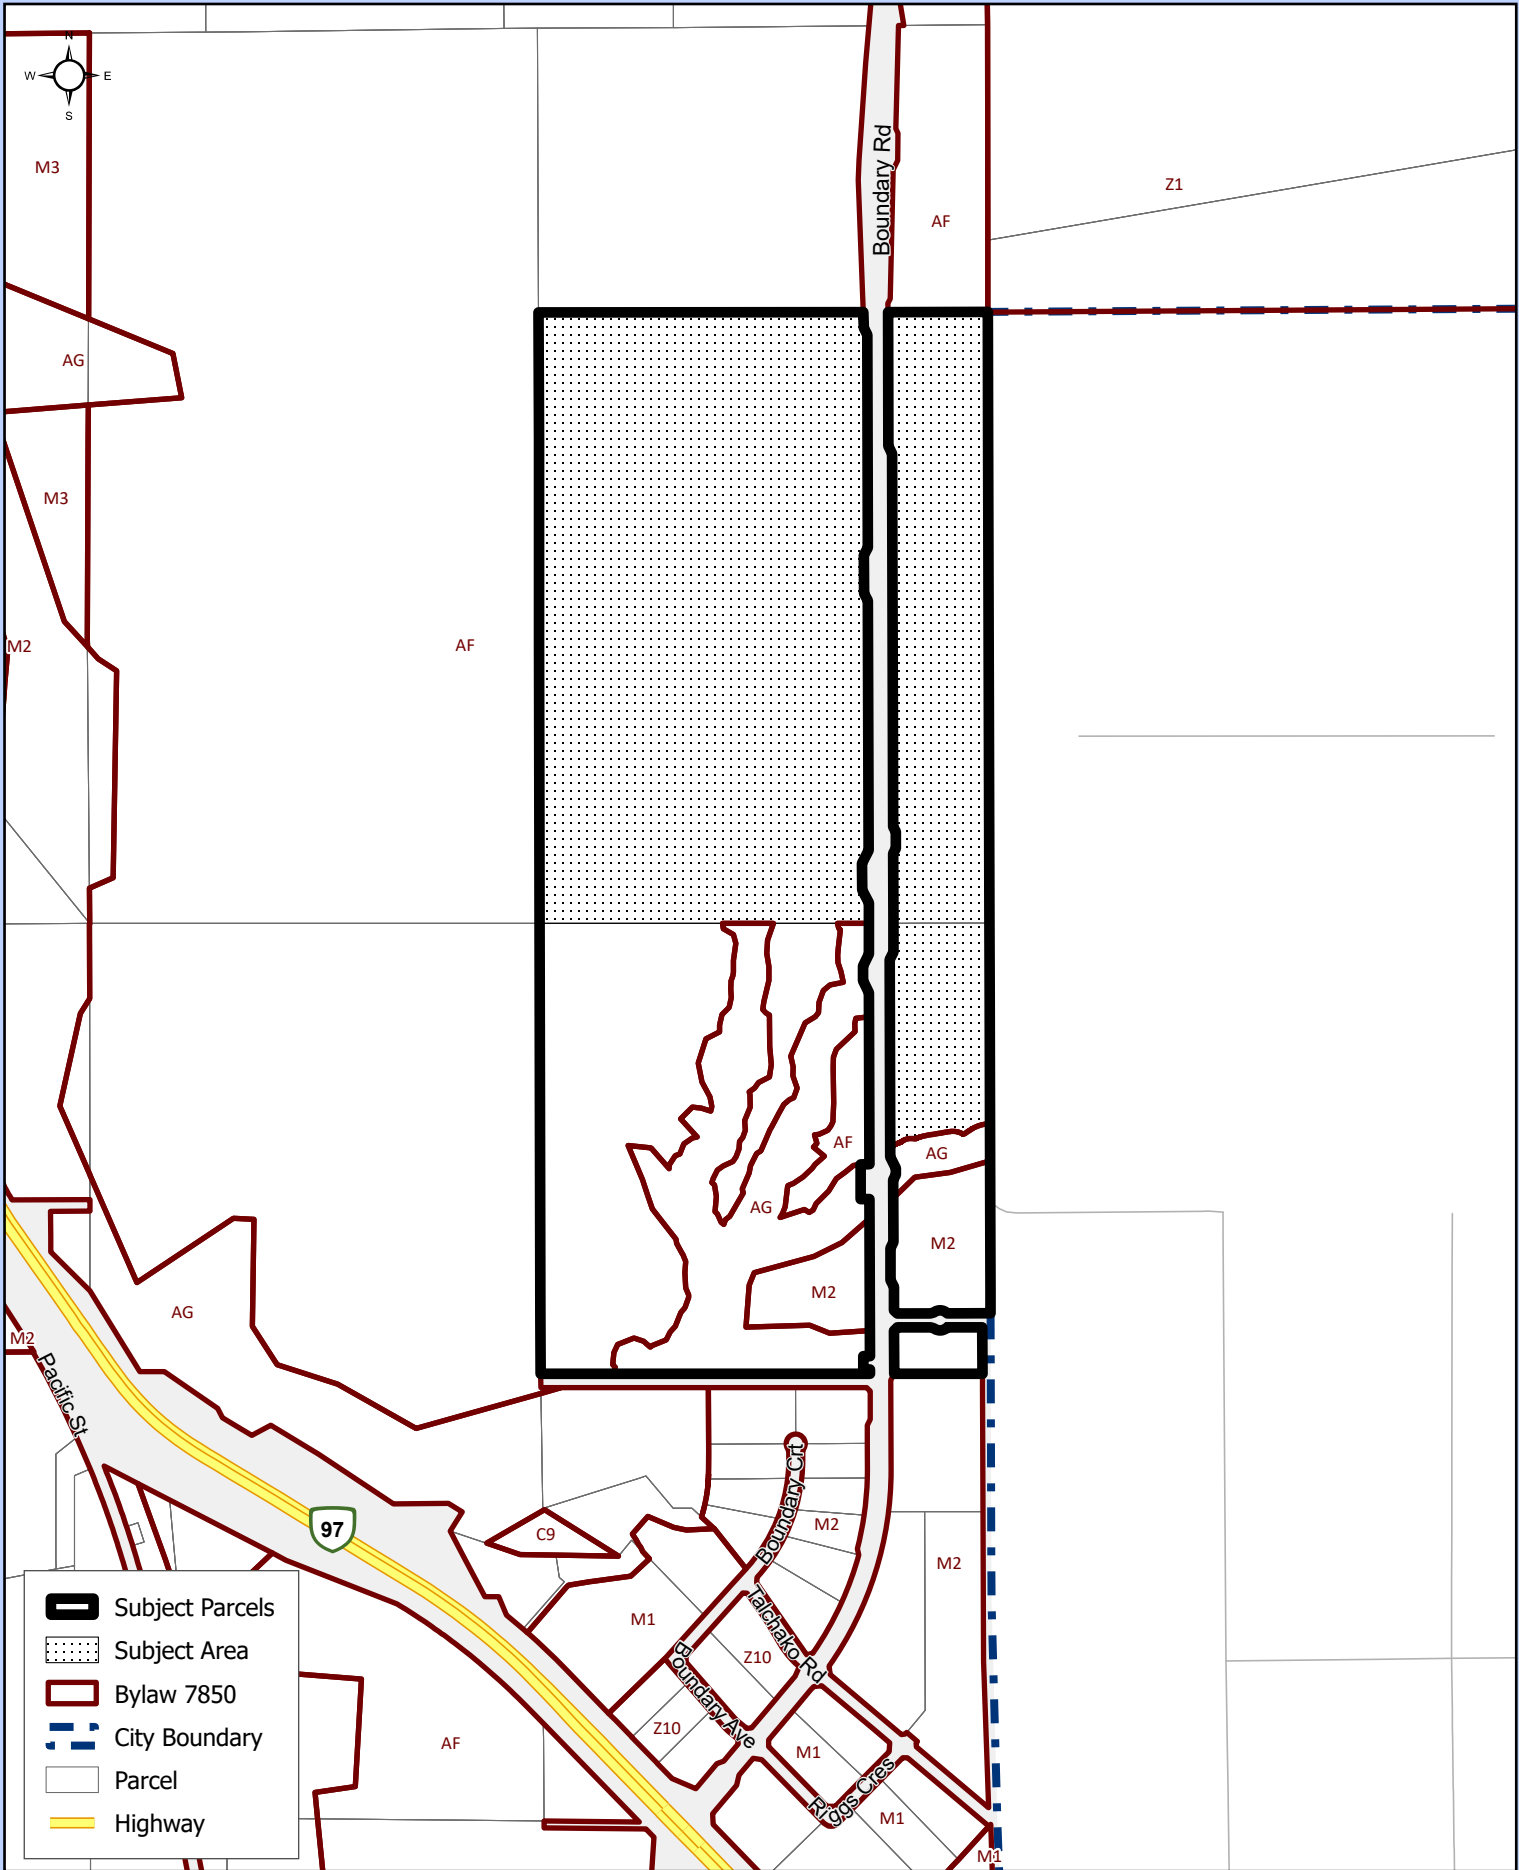 N
W E
S
M3
Boundary Rd
Z1
AF
AG
M3
M2
AF
AF
AG
AG
M2
M2
AG
M2
Pacific St
97
C9
Boundary Crt
M2
M2
M1
Talchako Rd
Z10
Boundary Ave
Z10
M1
AF
Riggs Cres
M1
M1
Subject Parcels
Subject Area
Bylaw 7850
City Boundary
Parcel
Highway